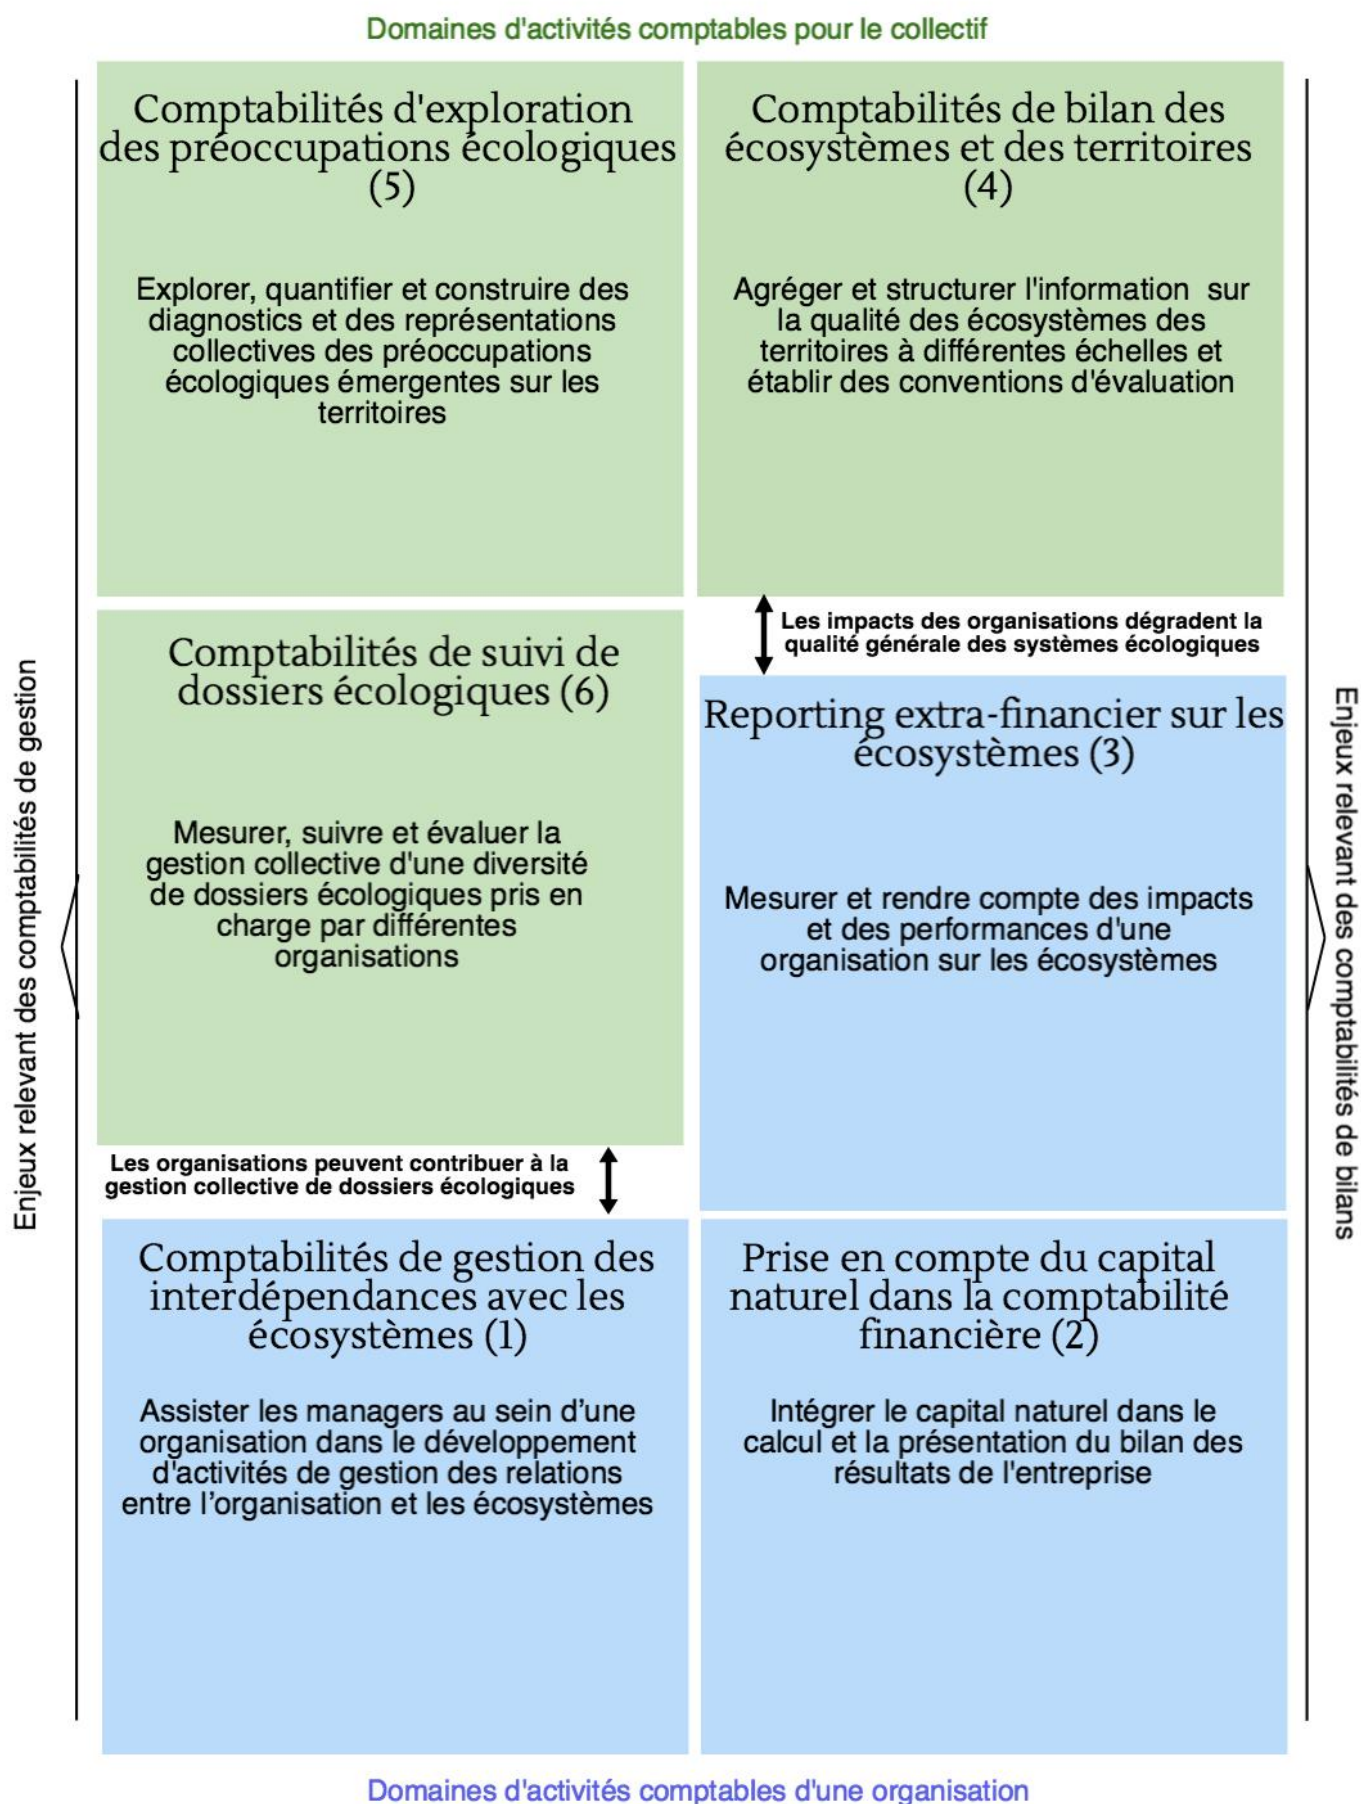 Domaines d'activités comptables pour le collectif
Comptabilités d'exploration
des préoccupations écologiques
(5)
Explorer, quantifier et construire des
diagnostics et des représentations
collectives des préoccupations
écologiques émergentes sur les
territoires
Comptabilités de bilan des
écosystèmes et des territoires
(4)
Agréger et structurer l'information sur
la qualité des écosystèmes des
territoires à différentes échelles et
établir des conventions d'évaluation
Les impacts des organisations dégradent la
qualité générale des systèmes écologiques
Comptabilités de suivi de
dossiers écologiques (6)
Mesurer, suivre et évaluer la
gestion collective d'une diversité
de dossiers écologiques pris en
charge par différentes
organisations
Reporting extra-financier sur les
écosystèmes (3)
Mesurer et rendre compte des impacts
et des performances d'une
organisation sur les écosystèmes
Les organisations peuvent contribuer à la
gestion collective de dossiers écologiques
Comptabilités de gestion des
interdépendances avec les
écosystèmes (1)
Assister les managers au sein d’une
organisation dans le développement
d'activités de gestion des relations
entre l’organisation et les écosystèmes
Prise en compte du capital
naturel dans la comptabilité
financière (2)
Intégrer le capital naturel dans le
calcul et la présentation du bilan des
résultats de l'entreprise
Enjeux relevant des comptabilités de gestion
Enjeux relevant des comptabilités de bilans
Domaines d'activités comptables d'une organisation